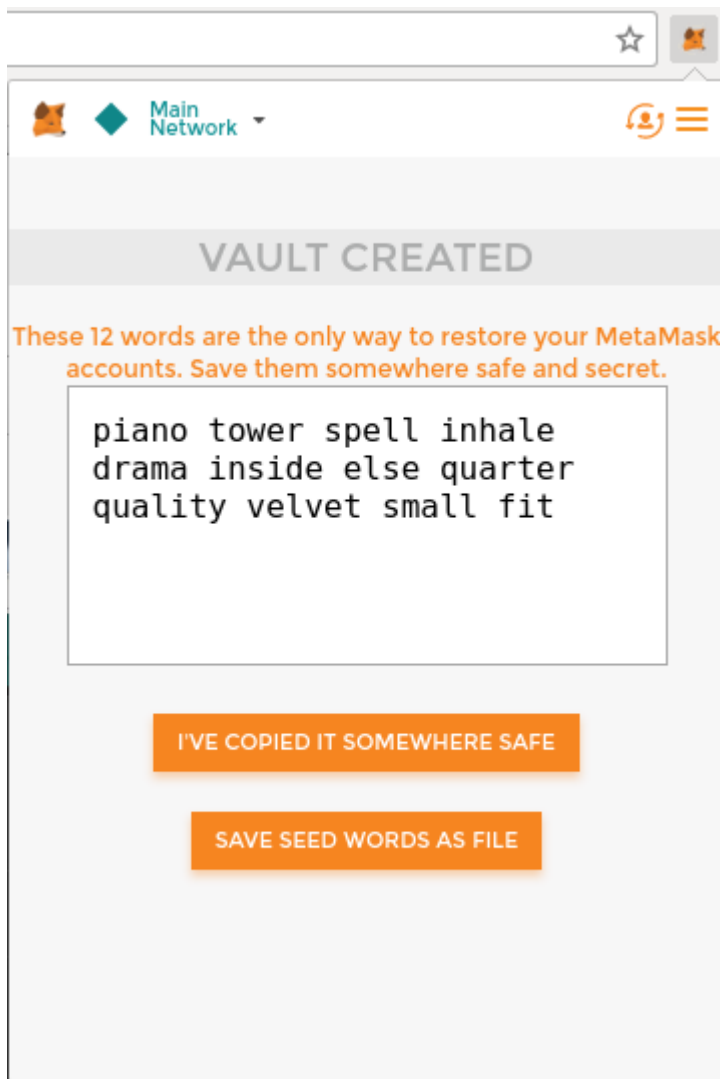 Main
Network
VAULT CREATED
These 12 words are the only way to restore your MetaMask
accounts. Save them somewhere safe and secret.
piano tower spell inhale
drama inside else quarter
quality velvet small fit
I'VE COPIED IT SOMEWHERE SAFE
SAVE SEED WORDS AS FILE